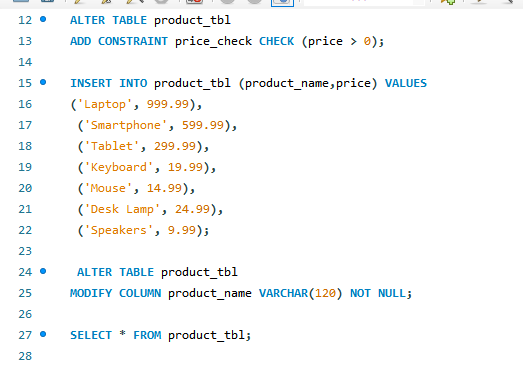 12 ALTER TABLE product_tbl
13 ADD CONSTRAINT price_check CHECK (price > 0);
14
15 INSERT INTO product_tbl (product_name,price) VALUES
16 ('Laptop', 999.99),
17 ('Smartphone', 599.99),
18 ('Tablet', 299.99),
19 ('Keyboard', 19.99),
20 ('Mouse', 14.99),
21 ('Desk Lamp', 24.99),
22 ('Speakers', 9.99);
23
24 ALTER TABLE product_tbl
25 MODIFY COLUMN product_name VARCHAR(120) NOT NULL;
26
27 SELECT * FROM product_tbl;
28